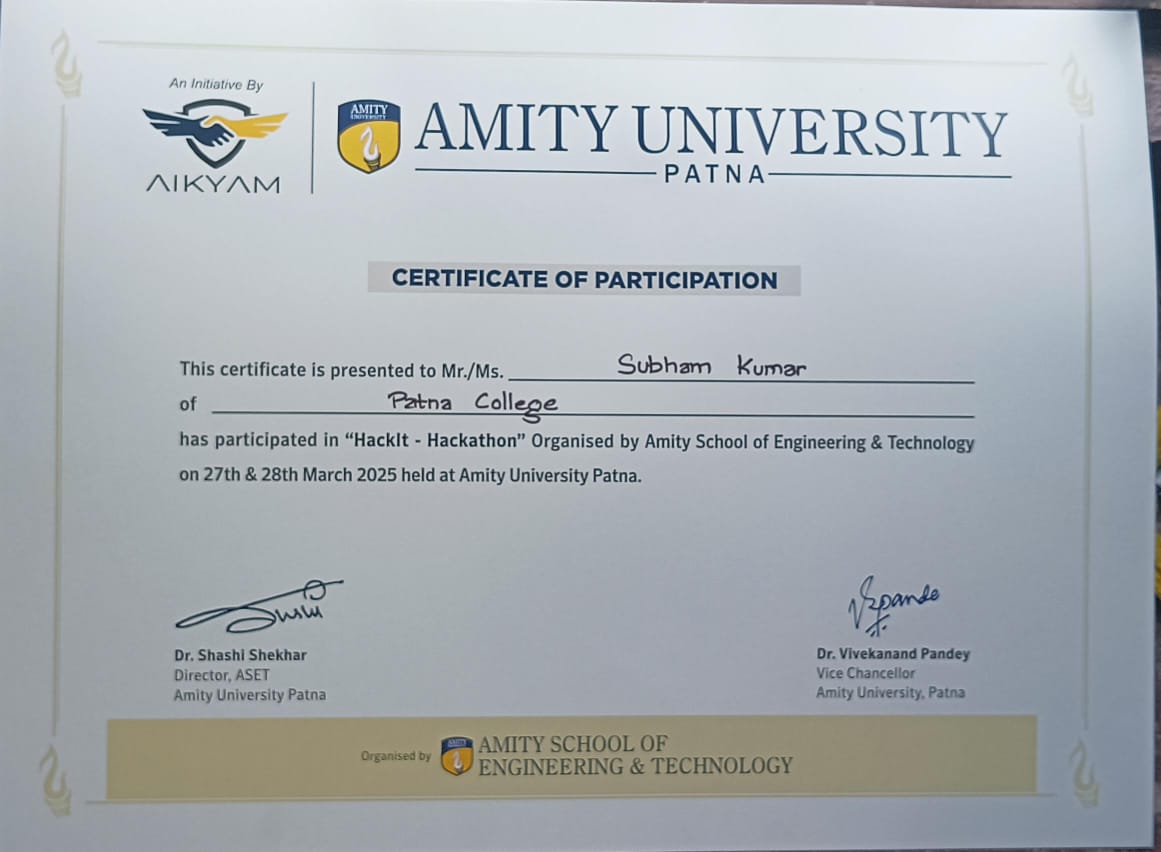 An Initiative By
AIKYAM
AMITY
UNIVERSITY
AMITY UNIVERSITY
PATNA
CERTIFICATE OF PARTICIPATION
This certificate is presented to Mr./Ms. Subham Kumar
of Patna College
has participated in “HackIt - Hackathon” Organised by Amity School of Engineering & Technology
on 27th & 28th March 2025 held at Amity University Patna.
Dr. Shashi Shekhar
Director, ASET
Amity University Patna
Dr. Vivekanand Pandey
Vice Chancellor
Amity University, Patna
Organised by
AMITY
AMITY SCHOOL OF
ENGINEERING & TECHNOLOGY